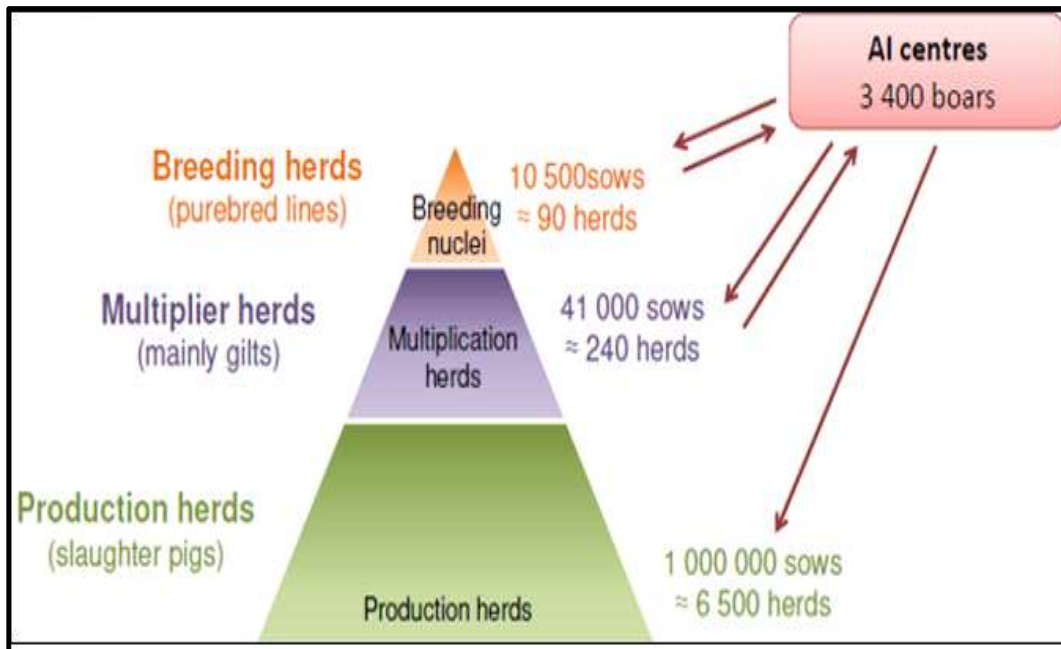 AI centres
3 400 boars
Breeding herds
(purebred lines)
Breeding
nuclei
10 500sows
≈ 90 herds
Multiplier herds
(mainly gilts)
Multiplication
herds
41 000 sows
≈ 240 herds
Production herds
(slaughter pigs)
Production herds
1 000 000 sows
≈ 6 500 herds